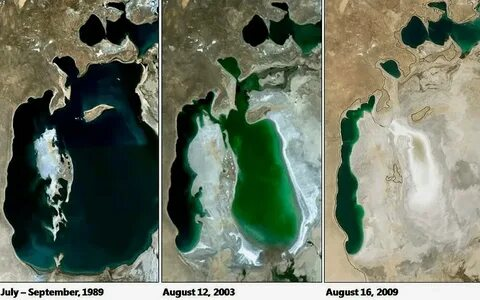 July – September, 1989
August 12, 2003
August 16, 2009